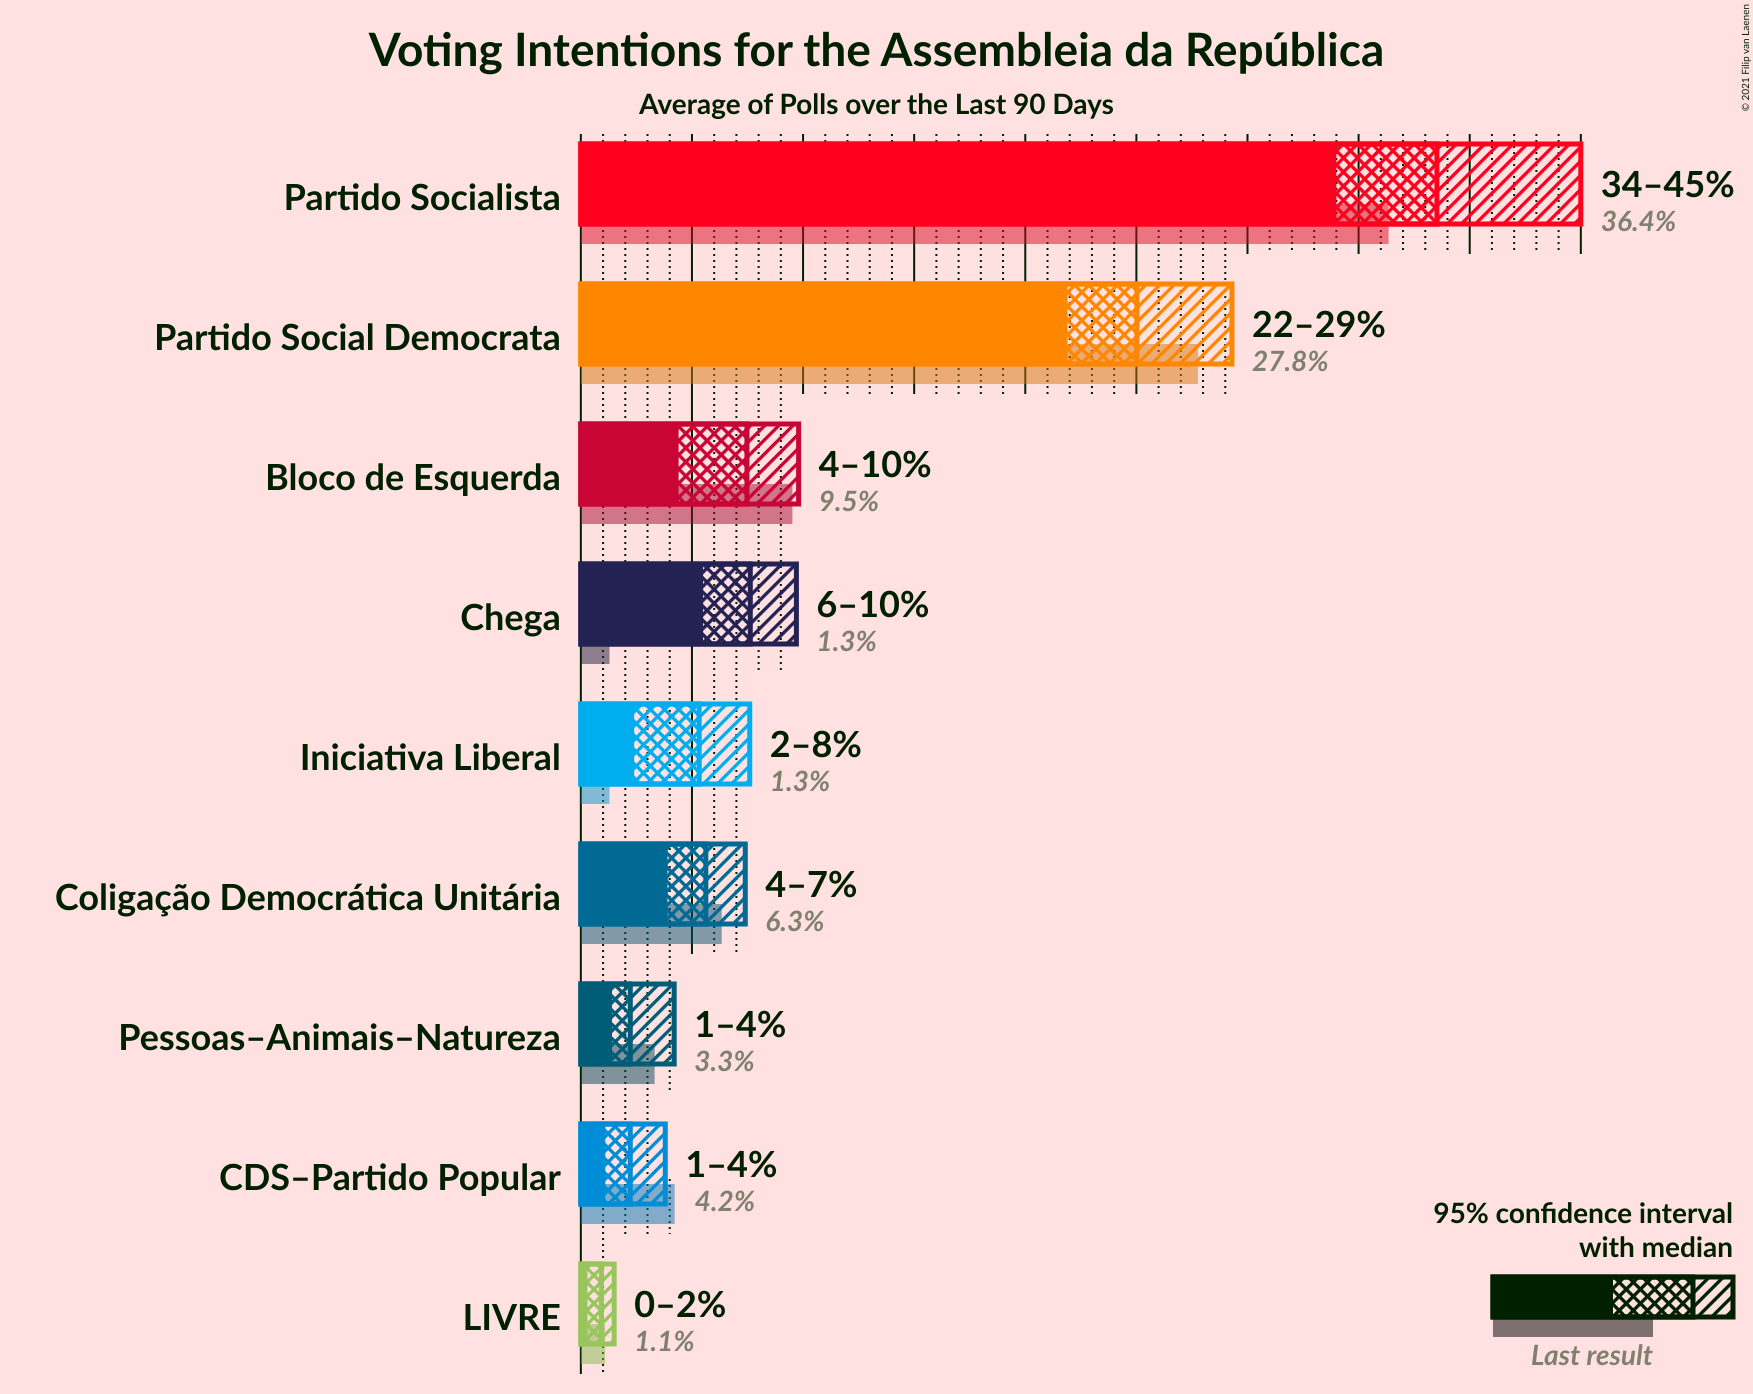 Voting Intentions for the Assembleia da República
Average of Polls over the Last 90 Days
© 2021 Filip van Laenen
Partido Socialista
34–45%
36.4%
Partido Social Democrata
22–29%
27.8%
Bloco de Esquerda
4–10%
9.5%
Chega
6–10%
1.3%
Iniciativa Liberal
2–8%
1.3%
Coligação Democrática Unitária
4–7%
6.3%
Pessoas–Animais–Natureza
1–4%
3.3%
CDS–Partido Popular
1–4%
4.2%
LIVRE
0–2%
1.1%
95% confidence interval
with median
Last result